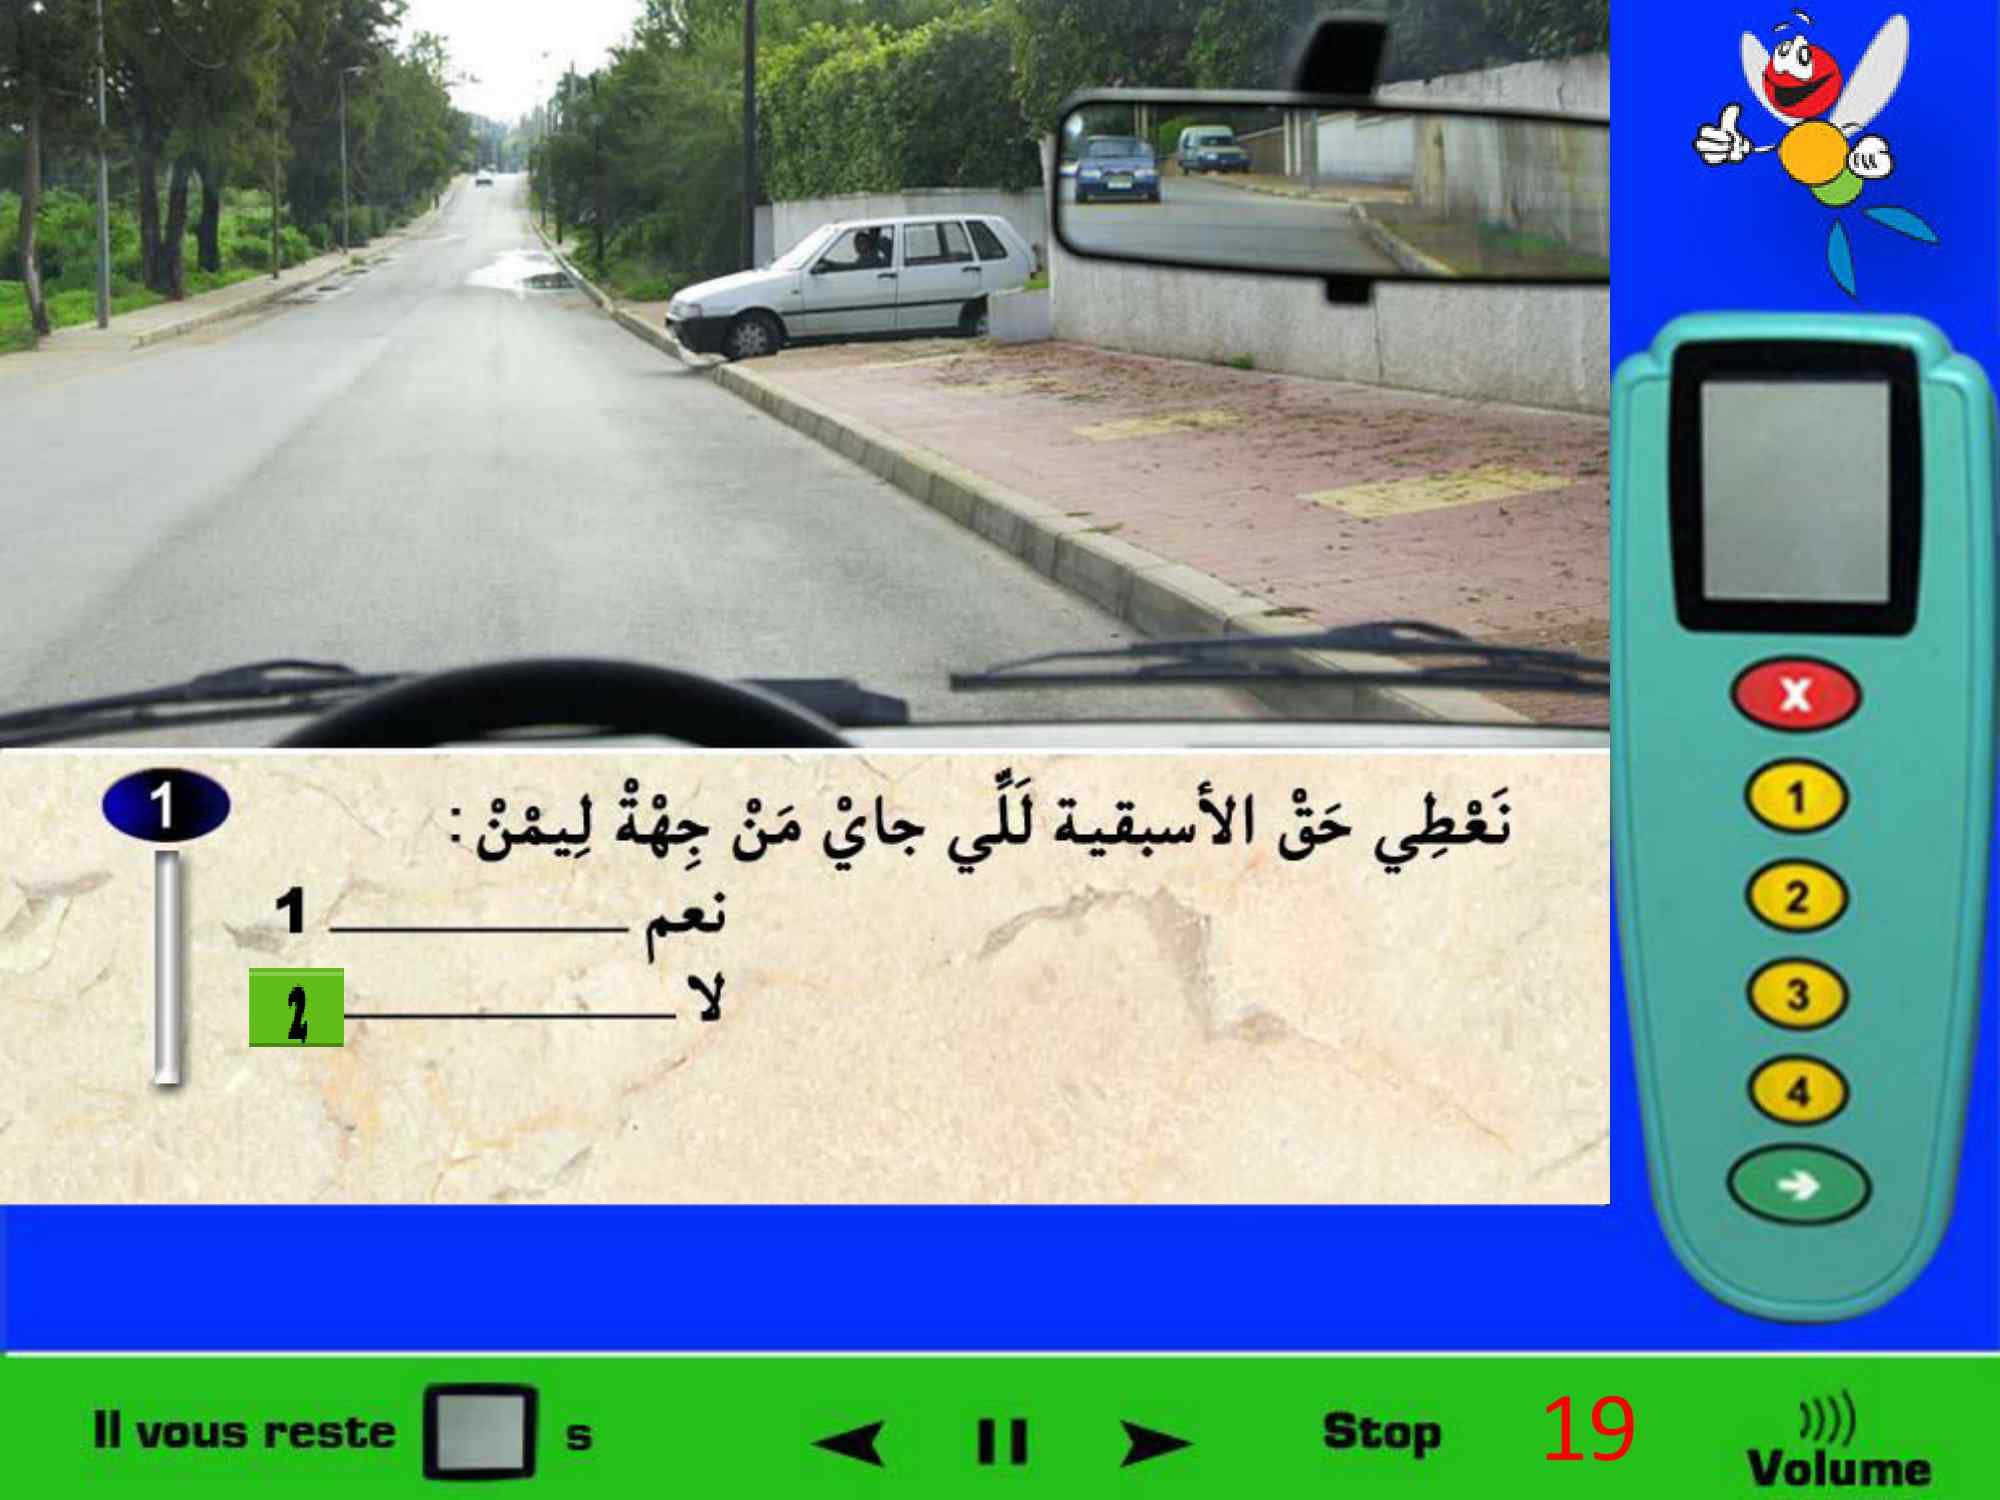 1
نَعْطِي حَقْ الأسبقية لَلِّي جايْ مَنْ جِهْةْ لِيمْنْ :
نعم 1
لا 2
X
1
2
3
4
Il vous reste s
Stop
19
Volume